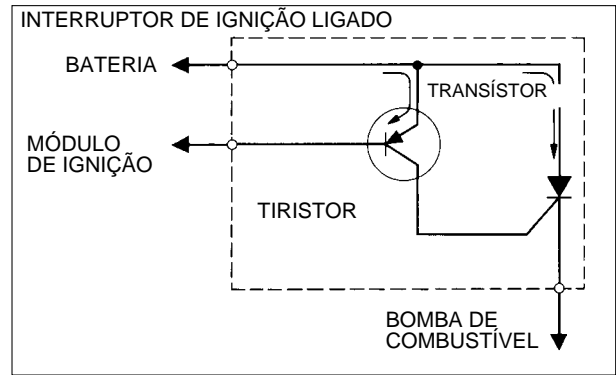 INTERRUPTOR DE IGNIÇÃO LIGADO
BATERIA
TRANSÍSTOR
MÓDULO
DE IGNIÇÃO
TIRISTOR
BOMBA DE
COMBUSTÍVEL